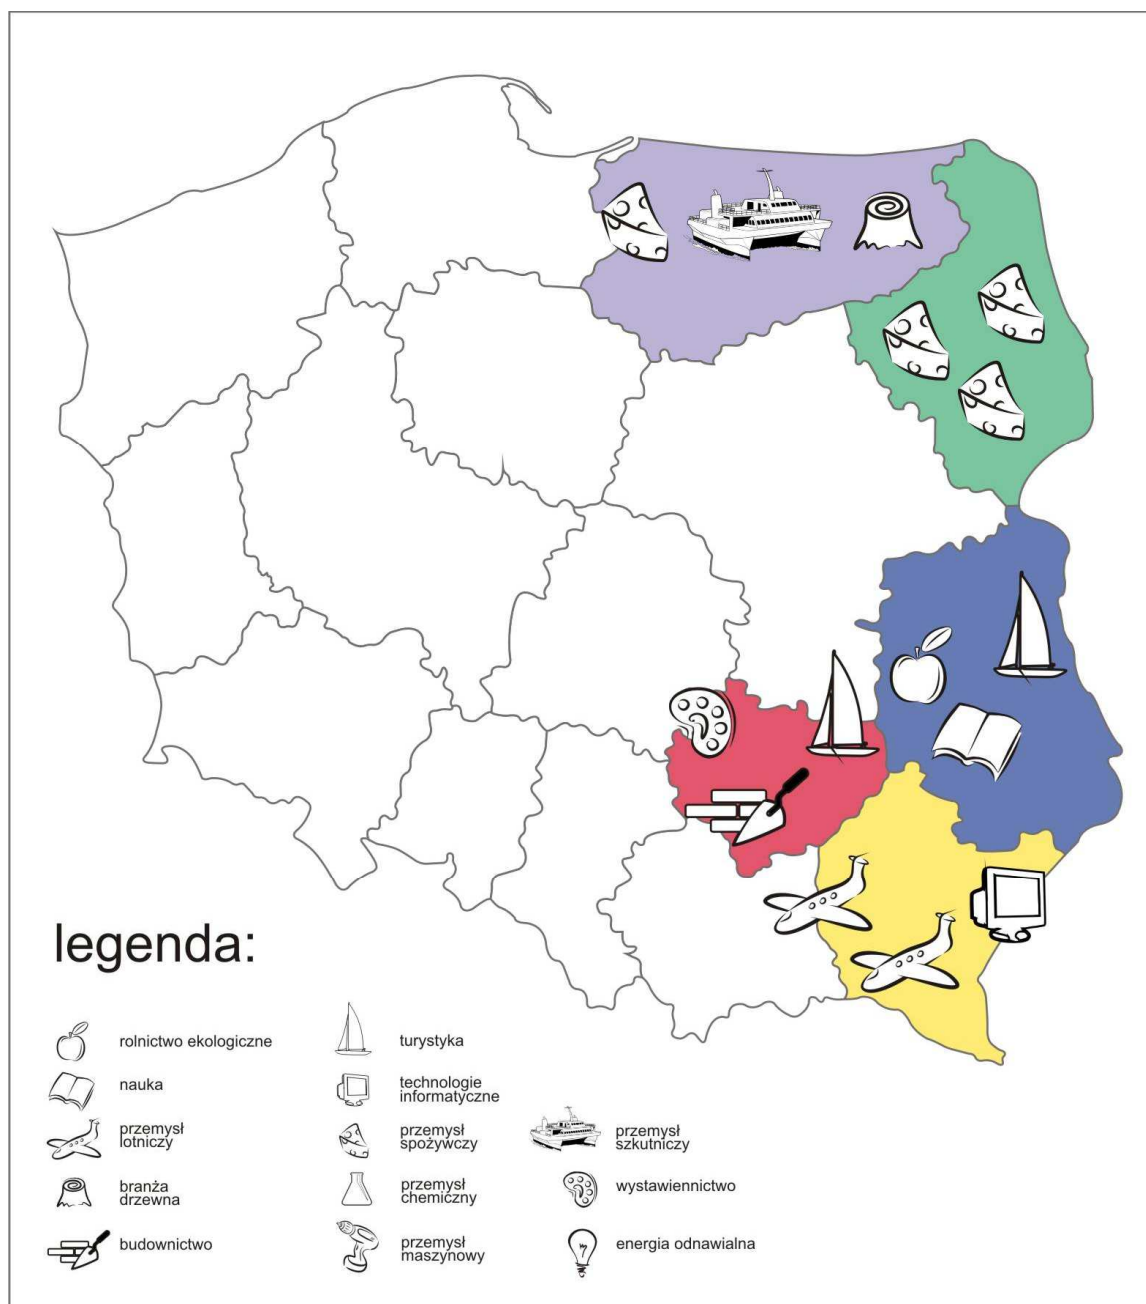 legenda:
rolnictwo ekologiczne
nauka
przemysł
lotniczy
branża
drzewna
budownictwo
turystyka
technologie
informatyczne
przemysł
spożywczy
przemysł
chemiczny
przemysł
maszynowy
przemysł
szkutniczy
wystawiennictwo
energia odnawialna